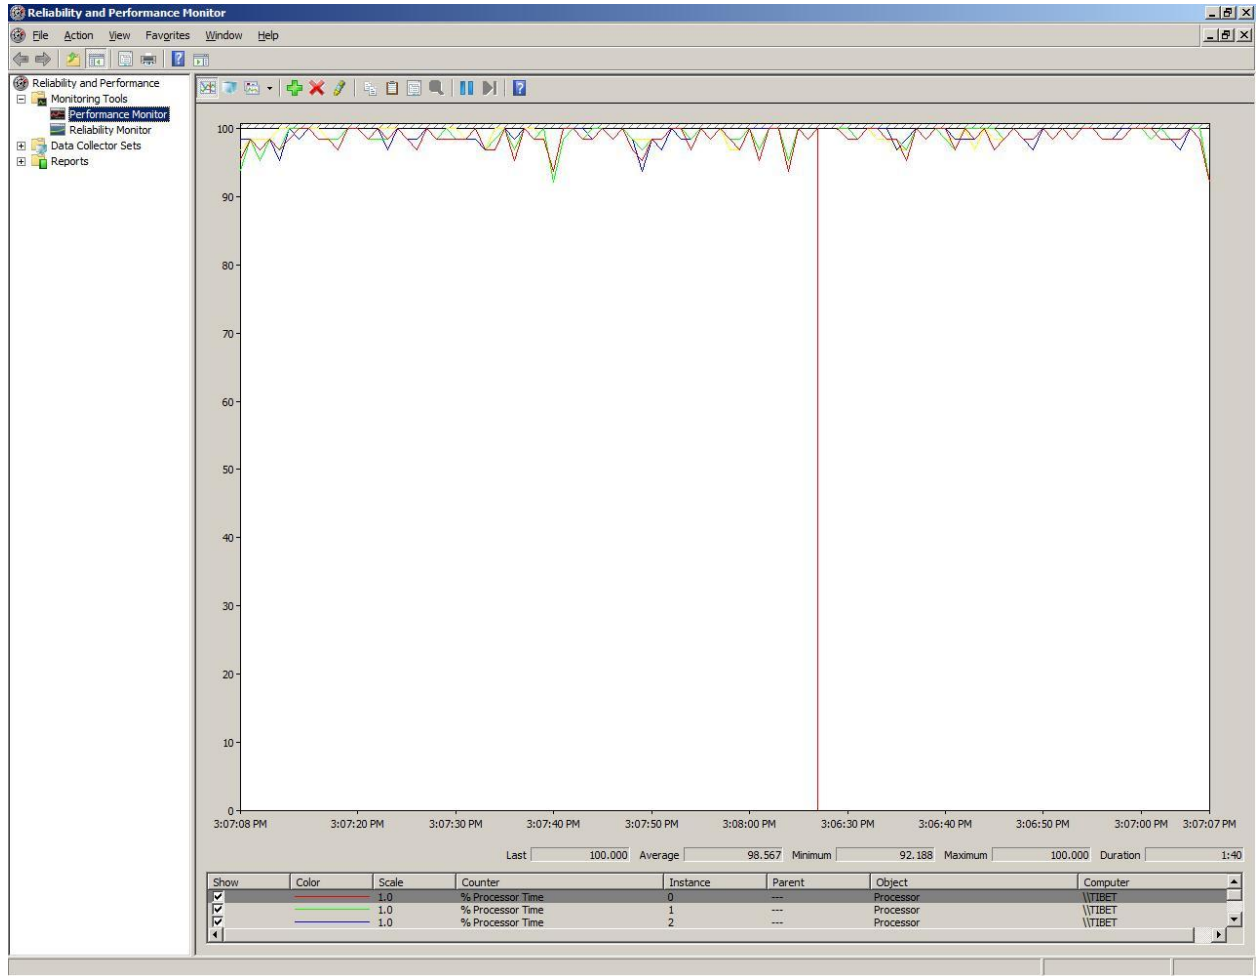 Reliability and Performance Monitor
File Action View Favorites Window Help
Reliability and Performance
Monitoring Tools
Performance Monitor
Reliability Monitor
Data Collector Sets
Reports
100
90
80
70
60
50
40
30
20
10
0
3:07:08 PM 3:07:20 PM 3:07:30 PM 3:07:40 PM 3:07:50 PM 3:08:00 PM 3:06:30 PM 3:06:40 PM 3:06:50 PM 3:07:00 PM 3:07:07 PM
Last 100.000 Average 98.567 Minimum 92.188 Maximum 100.000 Duration 1:40
Show Color Scale Counter Instance Parent Object Computer
1.0 % Processor Time 0 --- Processor \\TIBET
1.0 % Processor Time 1 --- Processor \\TIBET
1.0 % Processor Time 2 --- Processor \\TIBET